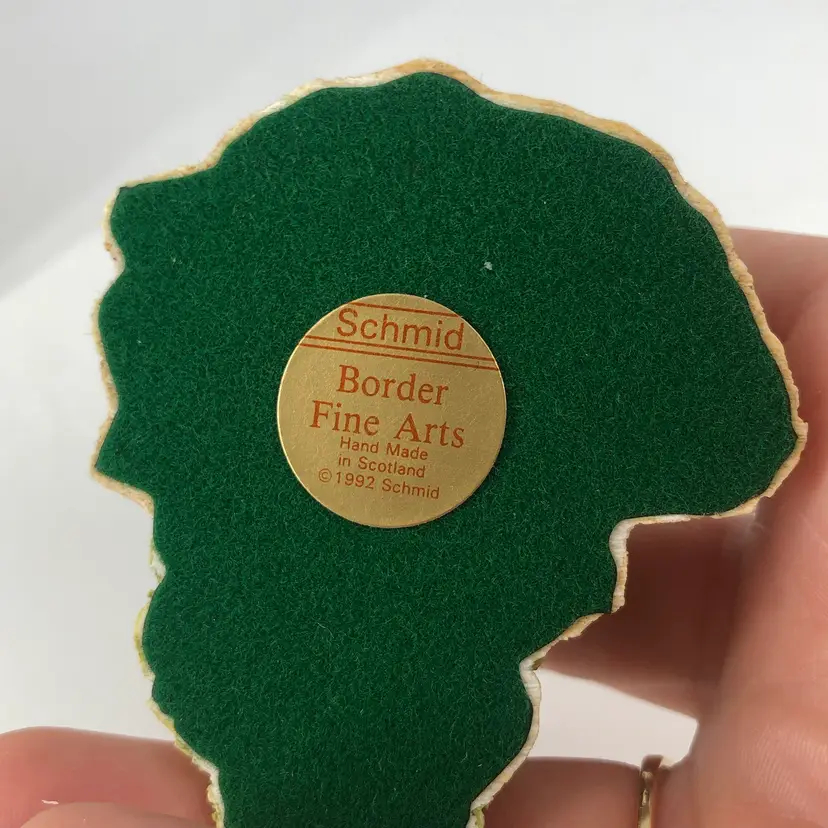 Schmid
Border
Fine Arts
Hand Made
in Scotland
©1992 Schmid